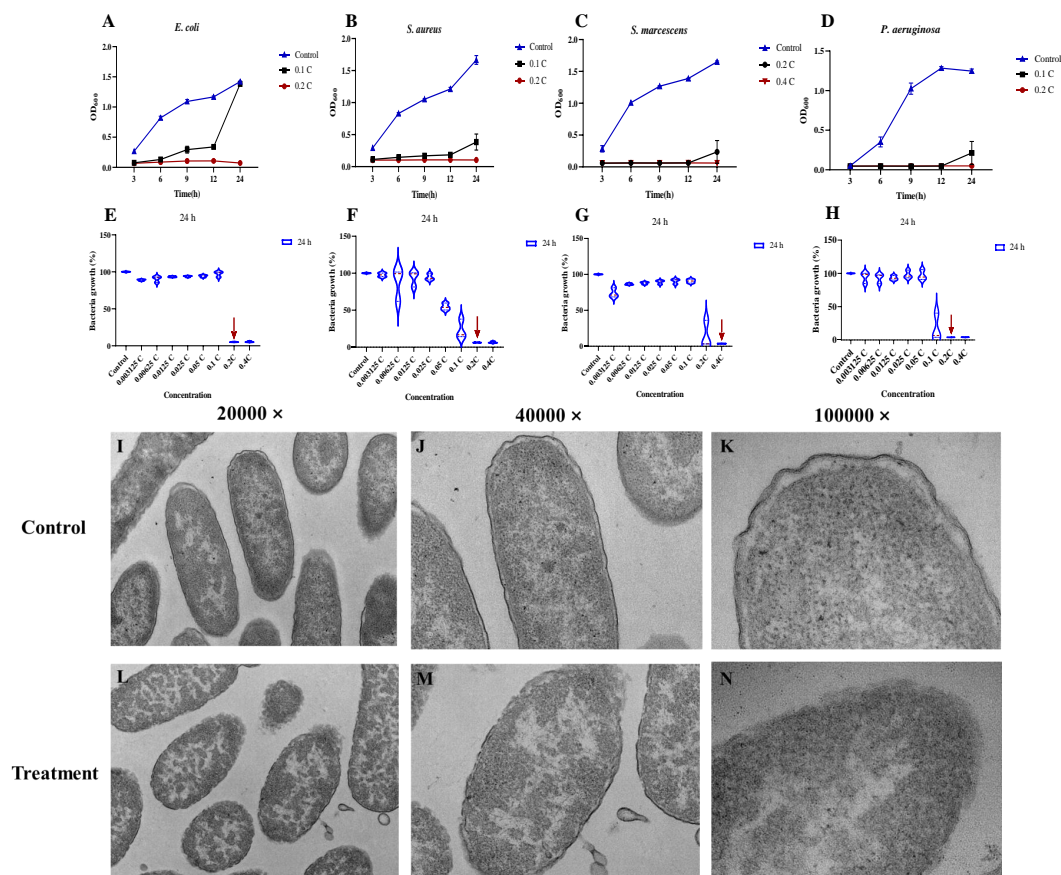 A
E. coli
Control
0.1 C
0.2 C
OD600
2.0
1.5
1.0
0.5
0.0
3 6 9 12 24
Time(h)
B
S. aureus
Control
0.1 C
0.2 C
OD600
2.0
1.5
1.0
0.5
0.0
3 6 9 12 24
Time(h)
C
S. marcescens
Control
0.2 C
0.4 C
OD600
2.0
1.5
1.0
0.5
0.0
3 6 9 12 24
Time(h)
D
P. aeruginosa
Control
0.1 C
0.2 C
OD600
1.5
1.0
0.5
0.0
3 6 9 12 24
Time(h)
E
24 h
24 h
Bacteria growth (%)
150
100
50
0
Control 0.003125 C 0.00625 C 0.0125 C 0.025 C 0.05 C 0.1 C 0.2C 0.4C
Concentration
F
24 h
24 h
Bacteria growth (%)
150
100
50
0
Control 0.003125 C 0.00625 C 0.0125 C 0.025 C 0.05 C 0.1 C 0.2C 0.4C
Concentration
G
24 h
24 h
Bacteria growth (%)
150
100
50
0
Control 0.003125 C 0.00625 C 0.0125 C 0.025 C 0.05 C 0.1 C 0.2C 0.4C
Concentration
H
24 h
24 h
Bacteria growth (%)
150
100
50
0
Control 0.003125 C 0.00625 C 0.0125 C 0.025 C 0.05 C 0.1 C 0.2C 0.4C
Concentration
20000 ×
40000 ×
100000 ×
Control
I
J
K
Treatment
L
M
N